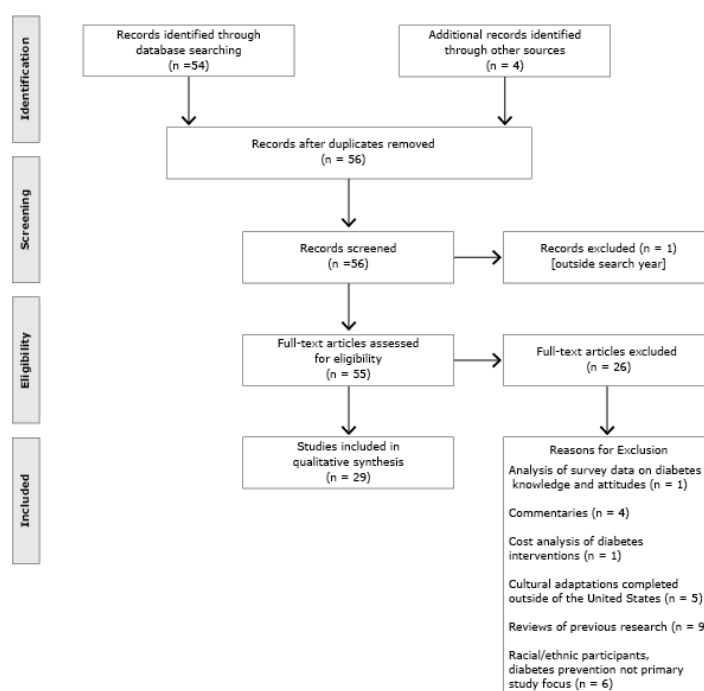 Identification
Records identified through
database searching
(n =54)
Additional records identified
through other sources
(n = 4)
Records after duplicates removed
(n = 56)
Screening
Records screened
(n =56)
Records excluded (n = 1)
[outside search year]
Eligibility
Full-text articles assessed
for eligibility
(n = 55)
Full-text articles excluded
(n = 26)
Included
Studies included in
qualitative synthesis
(n = 29)
Reasons for Exclusion
Analysis of survey data on diabetes
knowledge and attitudes (n = 1)
Commentaries (n = 4)
Cost analysis of diabetes
interventions (n = 1)
Cultural adaptations completed
outside of the United States (n = 5)
Reviews of previous research (n = 9
Racial/ethnic participants,
diabetes prevention not primary
study focus (n = 6)